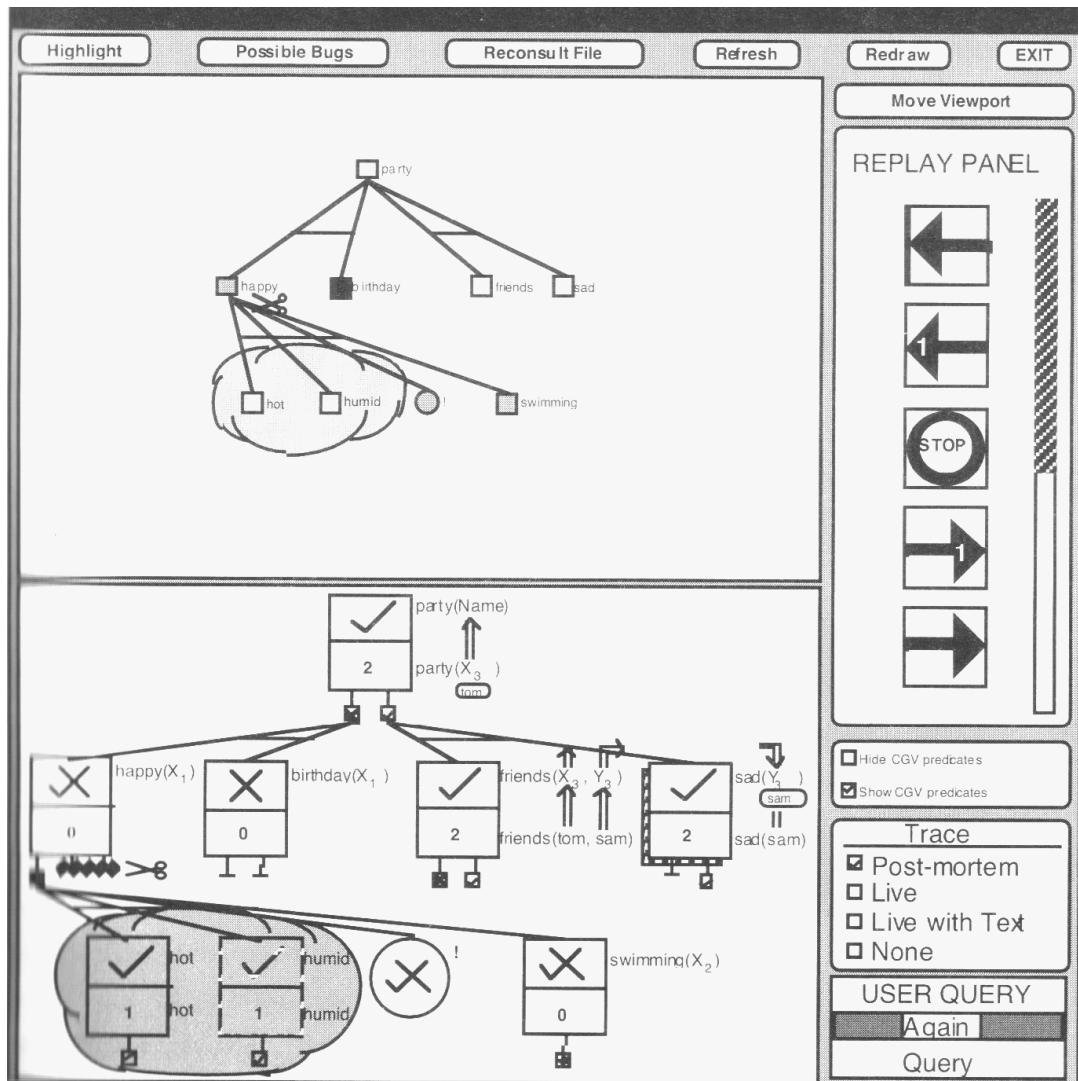 Highlight
Possible Bugs
Reconsult File
Refresh
Redraw
EXIT
Move Viewport
REPLAY PANEL
party
happy
birthday
friends
sad
hot
humid
!
swimming
1
STOP
1
party(Name)
2
party(X3 )
tom
happy(X1)
birthday(X1)
friends(X3, Y3)
sad(Y3 )
sam
0
0
2
friends(tom, sam)
2
sad(sam)
hot
humid
!
swimming(X2)
1
hot
1
humid
0
Hide CGV predicates
Show CGV predicates
Trace
Post-mortem
Live
Live with Text
None
USER QUERY
Again
Query